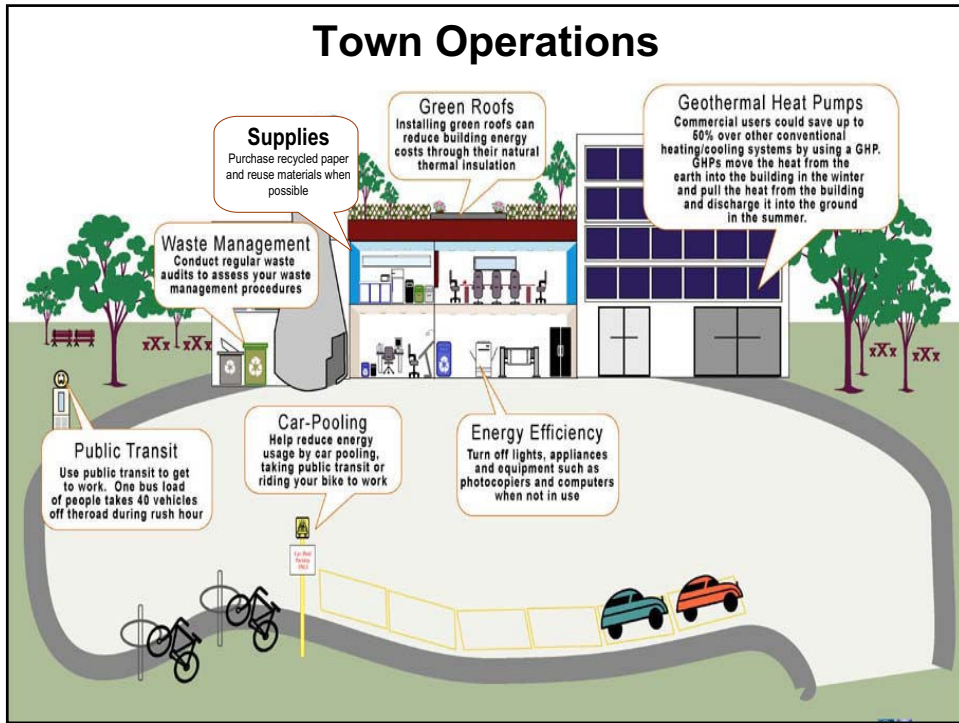 Town Operations
Green Roofs
Installing green roofs can
reduce building energy
costs through their natural
thermal insulation
Geothermal Heat Pumps
Commercial users could save up to
50% over other conventional
heating/cooling systems by using a GHP.
GHPs move the heat from the
earth into the building in the winter
and pull the heat from the building
and discharge it into the ground
in the summer.
Supplies
Purchase recycled paper
and reuse materials when
possible
Waste Management
Conduct regular waste
audits to assess your waste
management procedures
Public Transit
Use public transit to get
to work. One bus load
of people takes 40 vehicles
off theroad during rush hour
Car-Pooling
Help reduce energy
usage by car pooling,
taking public transit or
riding your bike to work
Energy Efficiency
Turn off lights, appliances
and equipment such as
photocopiers and computers
when not in use
Car Pool
Parking
ONLY